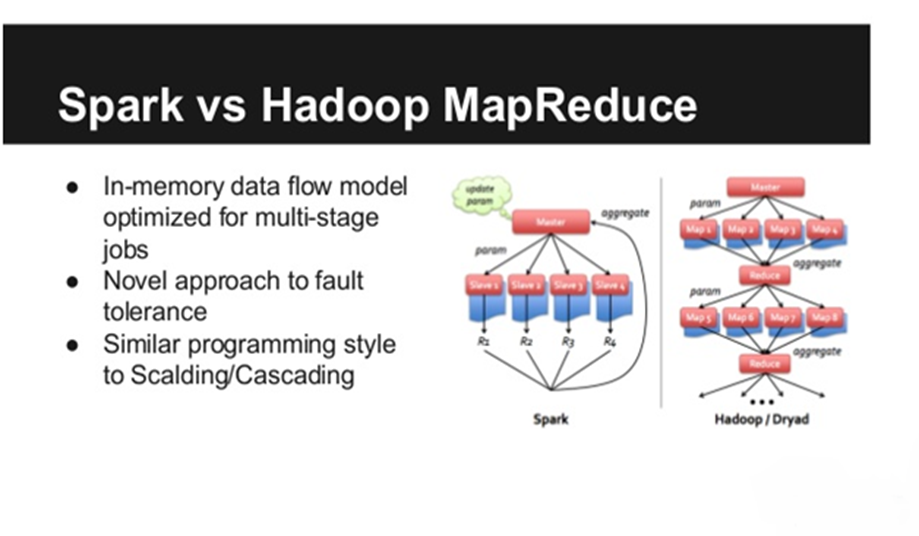 Spark vs Hadoop MapReduce
● In-memory data flow model
optimized for multi-stage
jobs
● Novel approach to fault
tolerance
● Similar programming style
to Scalding/Cascading
update
param
Master
aggregate
param
Slave 1 Slave 2 Slave 3 Slave 4
R1 R2 R3 R4
Spark
Master
param
Map 1 Map 2 Map 3 Map 4
aggregate
Reduce
param
Map 5 Map 6 Map 7 Map 8
aggregate
Reduce
•••
Hadoop / Dryad